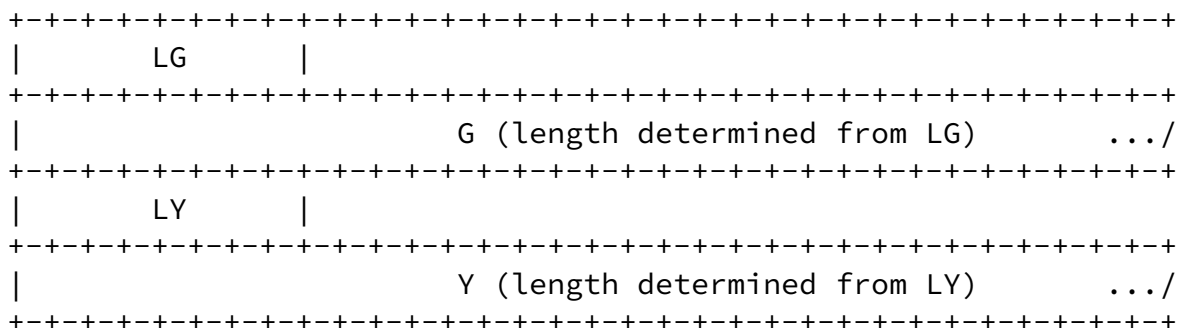 +-+-+-+-+-+-+-+-+-+-+-+-+-+-+-+-+-+-+-+-+-+-+-+-+-+-+-+-+-+-+-+-+
|       LG      |
+-+-+-+-+-+-+-+-+-+-+-+-+-+-+-+-+-+-+-+-+-+-+-+-+-+-+-+-+-+-+-+-+
|                        G (length determined from LG)       .../
+-+-+-+-+-+-+-+-+-+-+-+-+-+-+-+-+-+-+-+-+-+-+-+-+-+-+-+-+-+-+-+-+
|       LY      |
+-+-+-+-+-+-+-+-+-+-+-+-+-+-+-+-+-+-+-+-+-+-+-+-+-+-+-+-+-+-+-+-+
|                        Y (length determined from LY)       .../
+-+-+-+-+-+-+-+-+-+-+-+-+-+-+-+-+-+-+-+-+-+-+-+-+-+-+-+-+-+-+-+-+